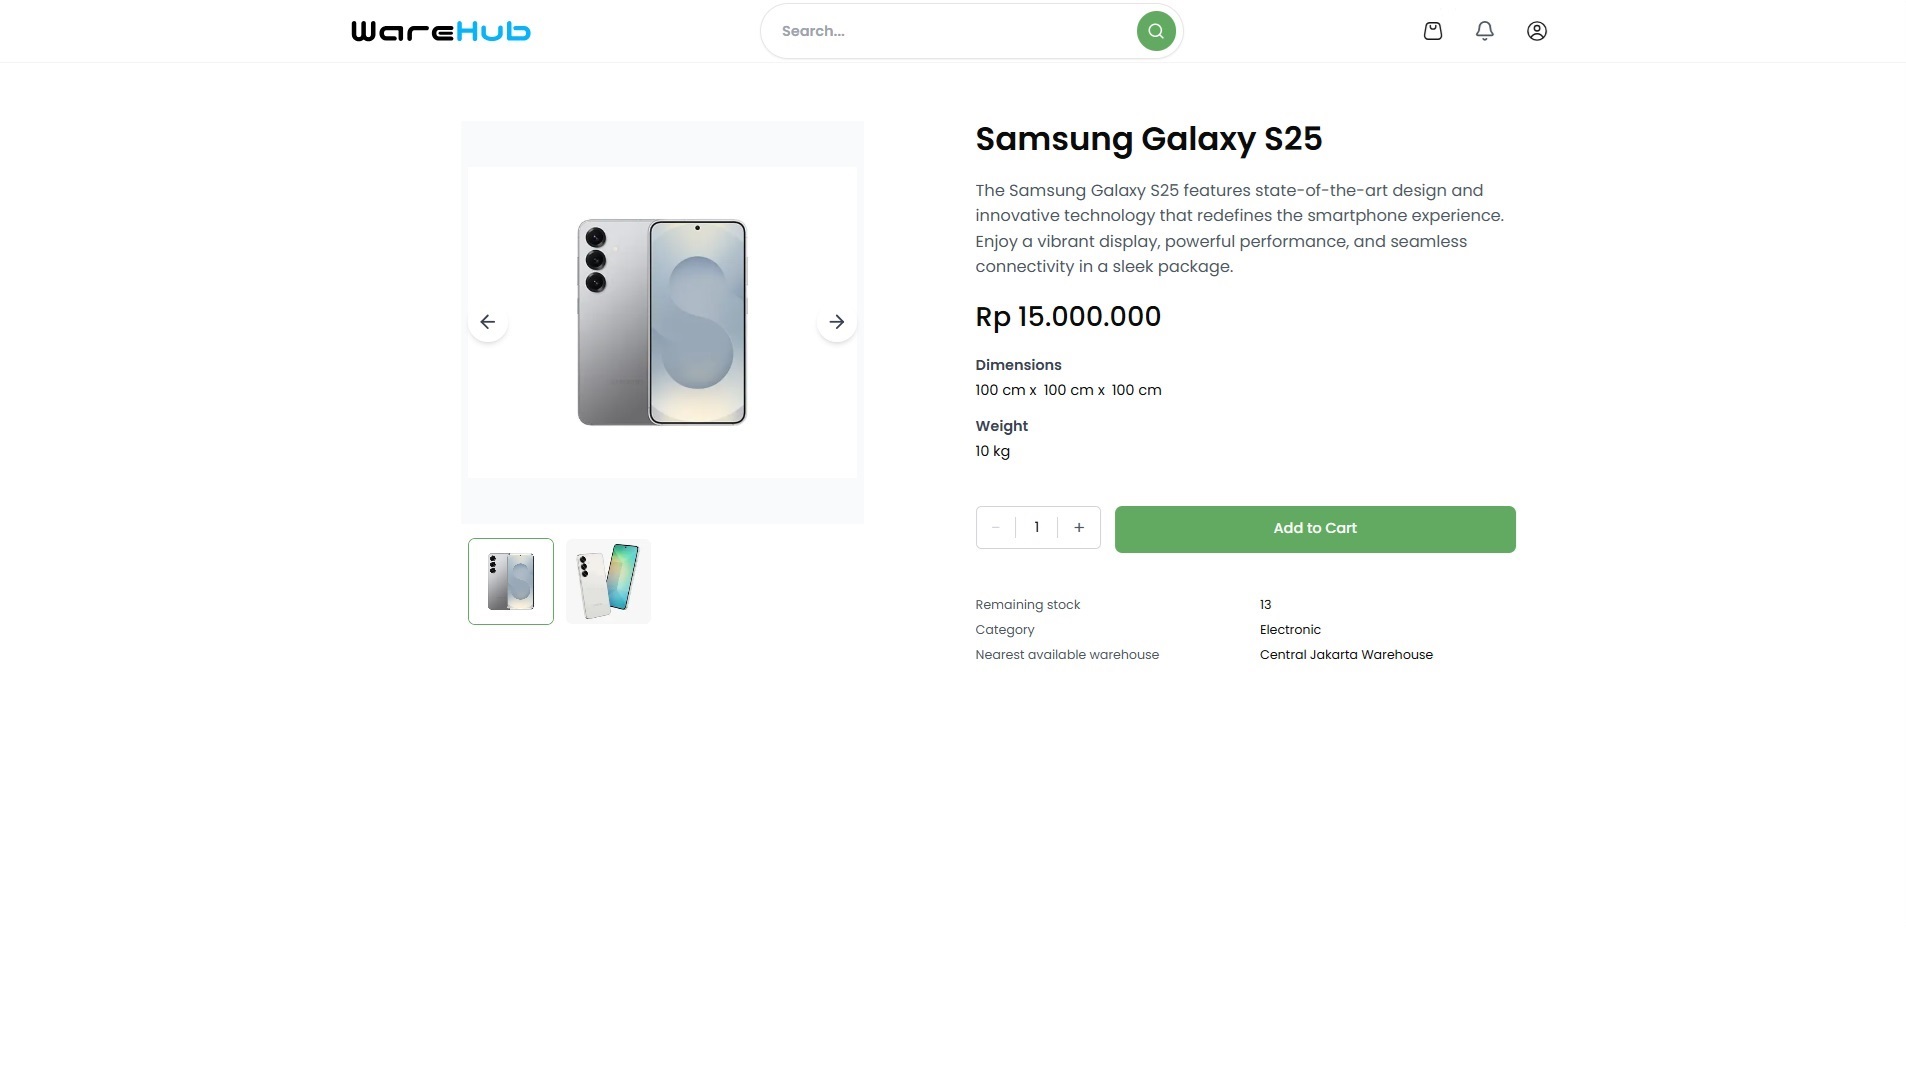 WareHub
Search...
Samsung Galaxy S25
The Samsung Galaxy S25 features state-of-the-art design and
innovative technology that redefines the smartphone experience.
Enjoy a vibrant display, powerful performance, and seamless
connectivity in a sleek package.
Rp 15.000.000
Dimensions
100 cm x 100 cm x 100 cm
Weight
10 kg
− 1 +
Add to Cart
Remaining stock 13
Category Electronic
Nearest available warehouse Central Jakarta Warehouse